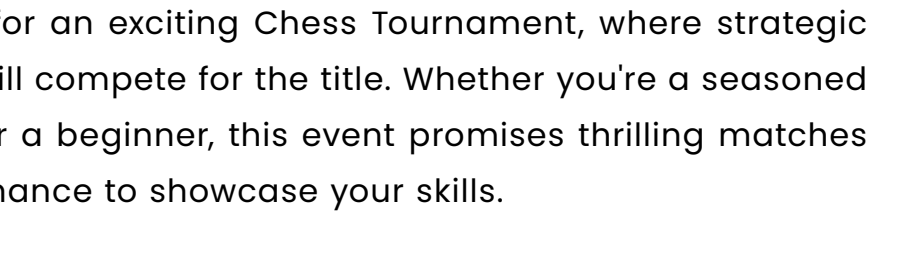 for an exciting Chess Tournament, where strategic
ill compete for the title. Whether you're a seasoned
r a beginner, this event promises thrilling matches
hance to showcase your skills.